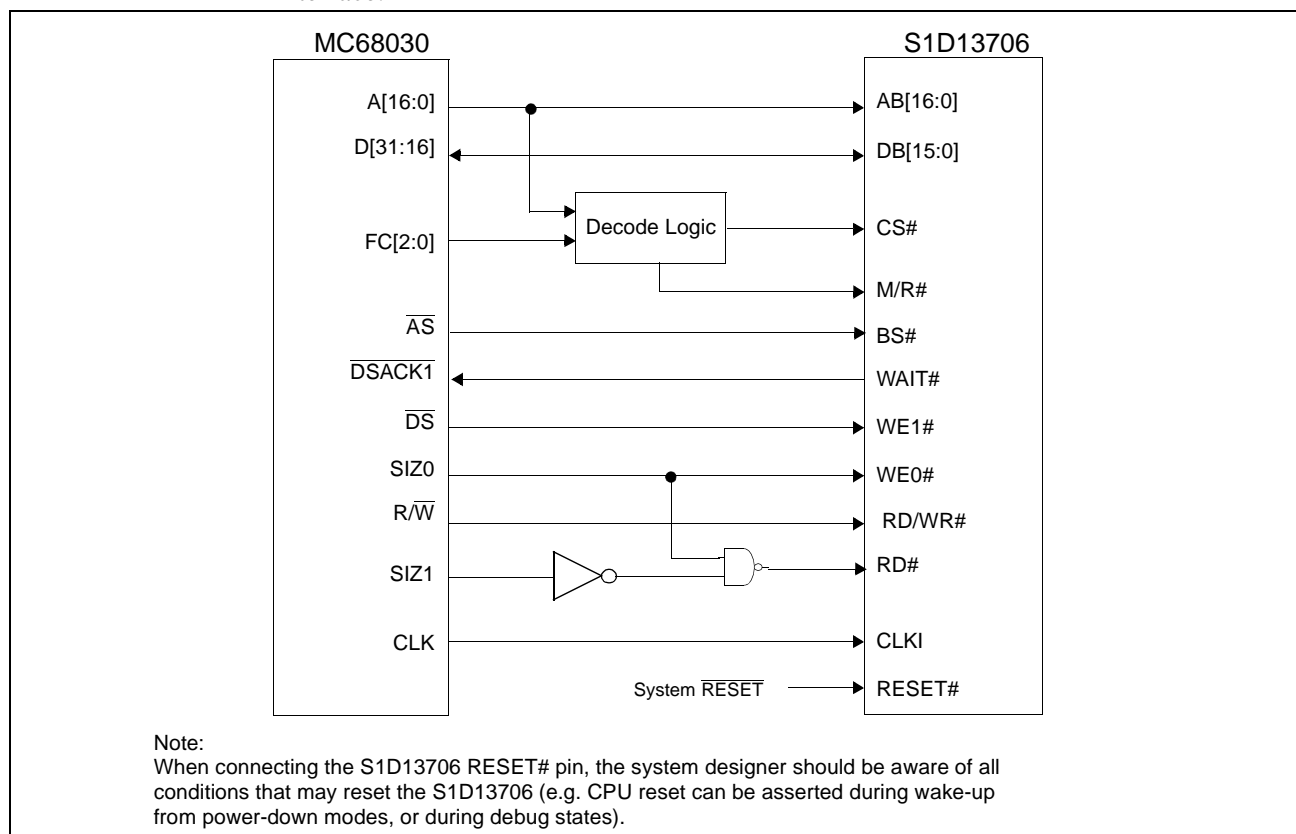 MC68030
S1D13706
A[16:0]
AB[16:0]
D[31:16]
DB[15:0]
Decode Logic
CS#
FC[2:0]
M/R#
AS
BS#
DSACK1
WAIT#
DS
WE1#
SIZ0
WE0#
R/W
RD/WR#
SIZ1
RD#
CLK
CLKI
System RESET
RESET#
Note:
When connecting the S1D13706 RESET# pin, the system designer should be aware of all
conditions that may reset the S1D13706 (e.g. CPU reset can be asserted during wake-up
from power-down modes, or during debug states).